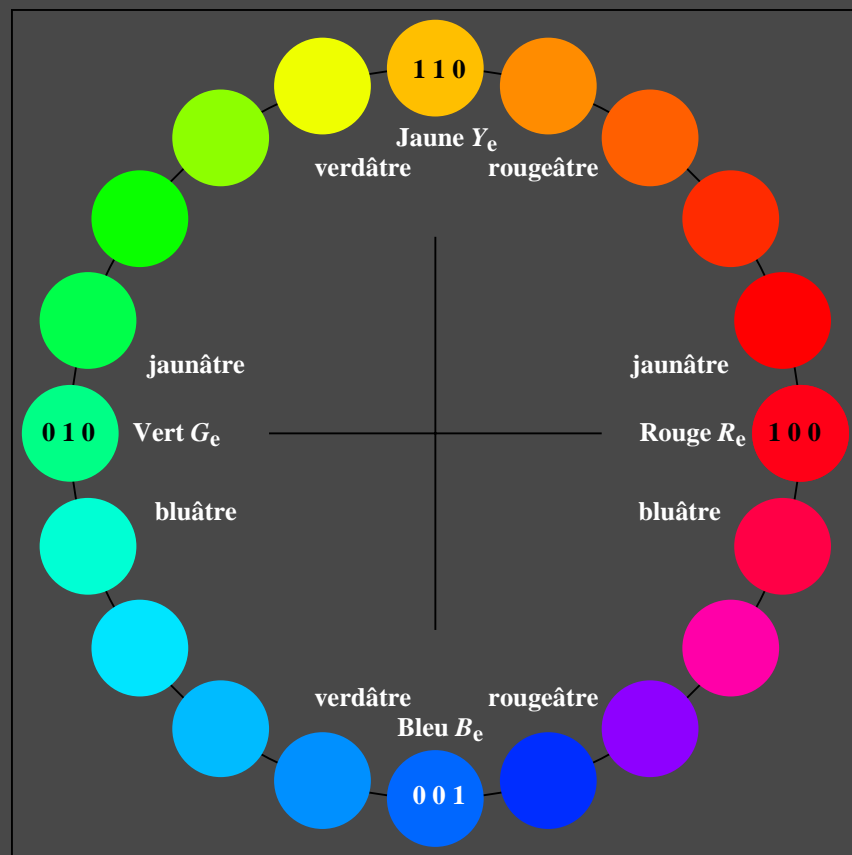 1 1 0
Jaune Yₑ
verdâtre rougeâtre
jaunâtre jaunâtre
0 1 0 Vert Gₑ Rouge Rₑ 1 0 0
bluâtre bluâtre
verdâtre rougeâtre
Bleu Bₑ
0 0 1